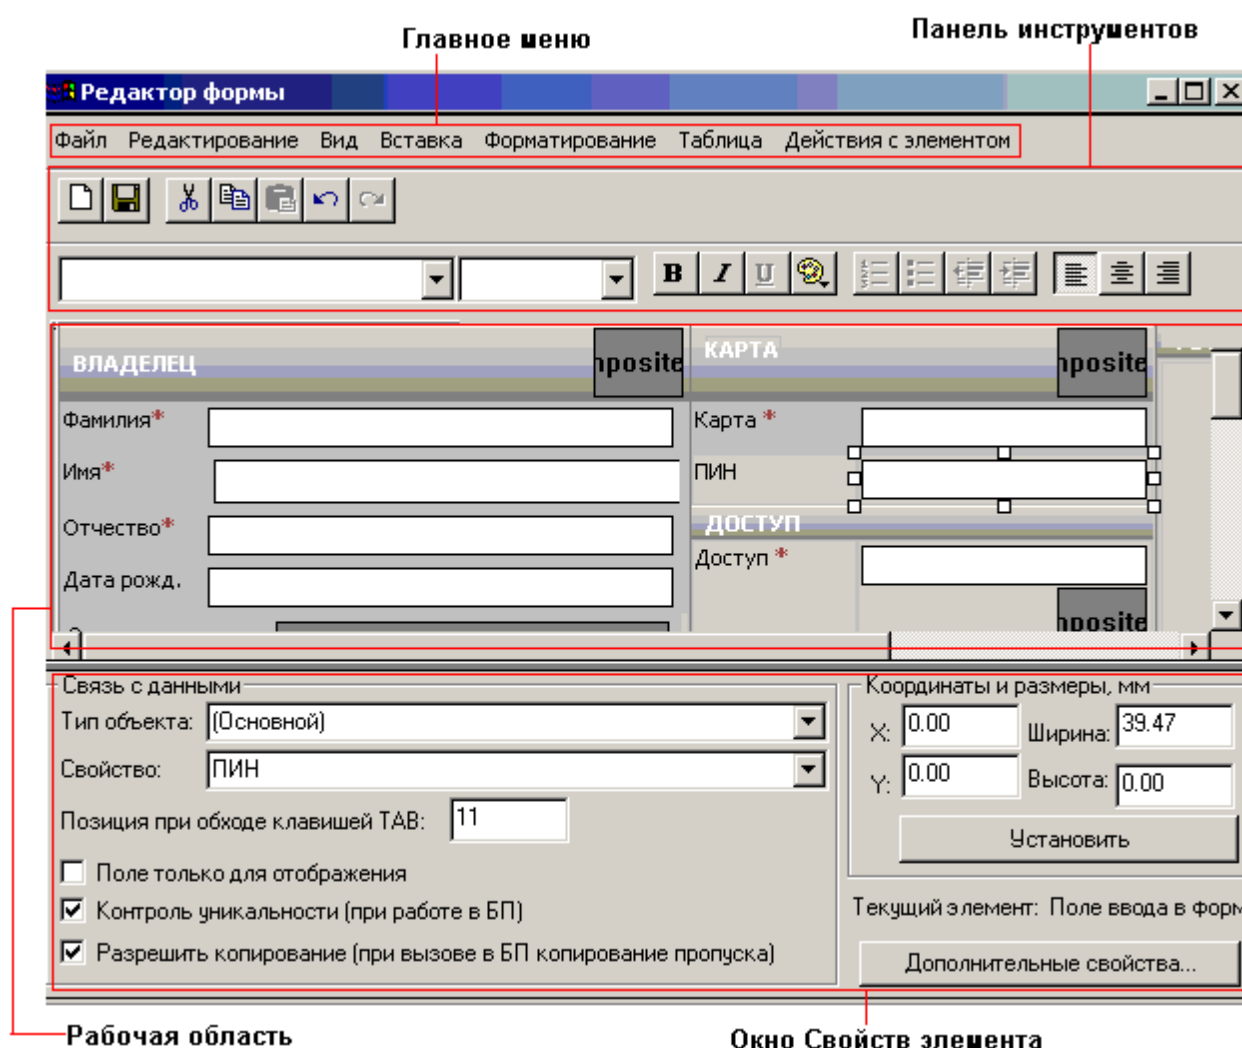 Главное меню
Панель инструментов
Редактор формы
Файл Редактирование Вид Вставка Форматирование Таблица Действия с элементом
B I U
ВЛАДЕЛЕЦ
nposite
КАРТА
nposite
Фамилия*
Карта *
Имя*
ПИН
Отчество*
ДОСТУП
Доступ *
Дата рожд.
nposite
Связь с данными
Координаты и размеры, мм
Тип объекта: (Основной)
X: 0.00 Ширина: 39.47
Свойство: ПИН
Y: 0.00 Высота: 0.00
Позиция при обходе клавишей TAB: 11
Установить
Поле только для отображения
Контроль уникальности (при работе в БП)
Текущий элемент: Поле ввода в форм
Разрешить копирование (при вызове в БП копирование пропуска)
Дополнительные свойства...
Рабочая область
Окно Свойств элемента